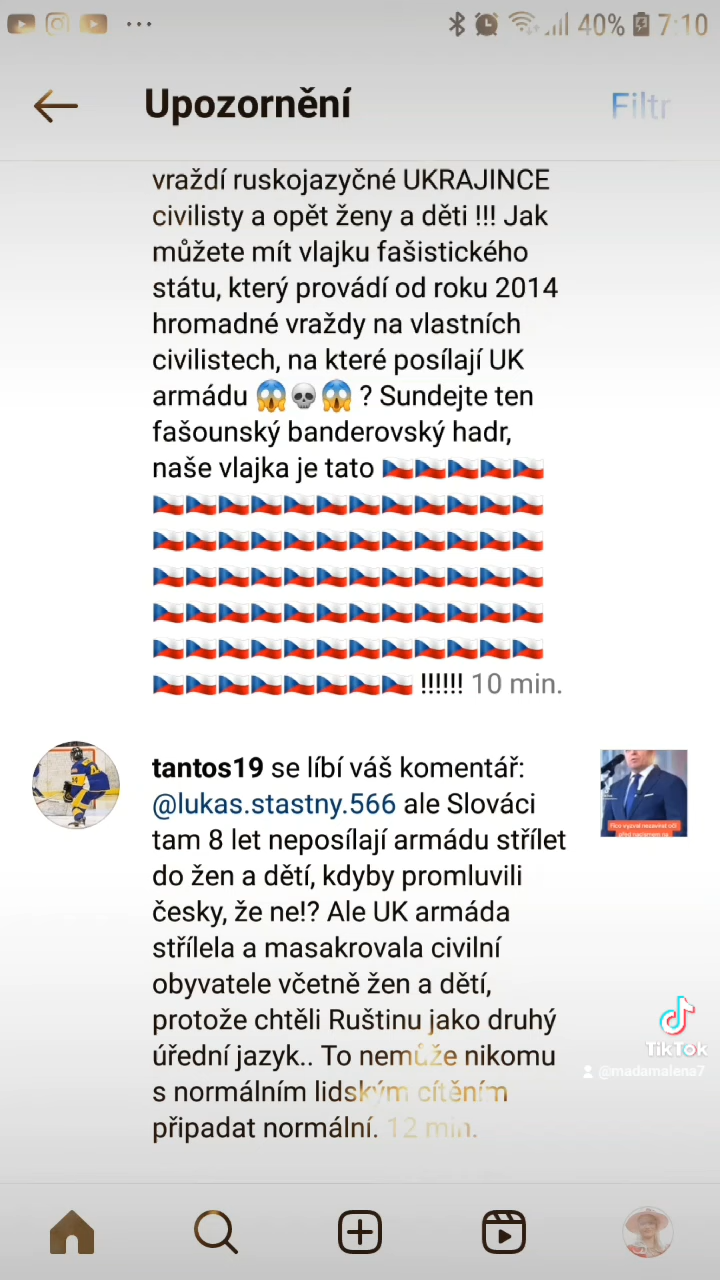 40% 7:10
Upozornění
Filtr
vraždí ruskojazyčné UKRAJINCE
civilisty a opět ženy a děti !!! Jak
můžete mít vlajku fašistického
státu, který provádí od roku 2014
hromadné vraždy na vlastních
civilistech, na které posílají UK
armádu 😱💀😱 ? Sundejte ten
fašounský banderovský hadr,
naše vlajka je tato 🇨🇿🇨🇿🇨🇿🇨🇿🇨🇿
🇨🇿🇨🇿🇨🇿🇨🇿🇨🇿🇨🇿🇨🇿🇨🇿🇨🇿🇨🇿🇨🇿🇨🇿
🇨🇿🇨🇿🇨🇿🇨🇿🇨🇿🇨🇿🇨🇿🇨🇿🇨🇿🇨🇿🇨🇿🇨🇿
🇨🇿🇨🇿🇨🇿🇨🇿🇨🇿🇨🇿🇨🇿🇨🇿🇨🇿🇨🇿🇨🇿🇨🇿
🇨🇿🇨🇿🇨🇿🇨🇿🇨🇿🇨🇿🇨🇿🇨🇿🇨🇿🇨🇿🇨🇿🇨🇿
🇨🇿🇨🇿🇨🇿🇨🇿🇨🇿🇨🇿🇨🇿🇨🇿🇨🇿🇨🇿🇨🇿🇨🇿
🇨🇿🇨🇿🇨🇿🇨🇿🇨🇿🇨🇿🇨🇿🇨🇿 !!!!!! 10 min.
tantos19 se líbí váš komentář:
@lukas.stastny.566 ale Slováci
tam 8 let neposílají armádu střílet
do žen a dětí, kdyby promluvili
česky, že ne!? Ale UK armáda
střílela a masakrovala civilní
obyvatele včetně žen a dětí,
protože chtěli Ruštinu jako druhý
úřední jazyk.. To nemůže nikomu
s normálním lidským cítěním
připadat normální. 12 min.
TikTok
@madamalena7